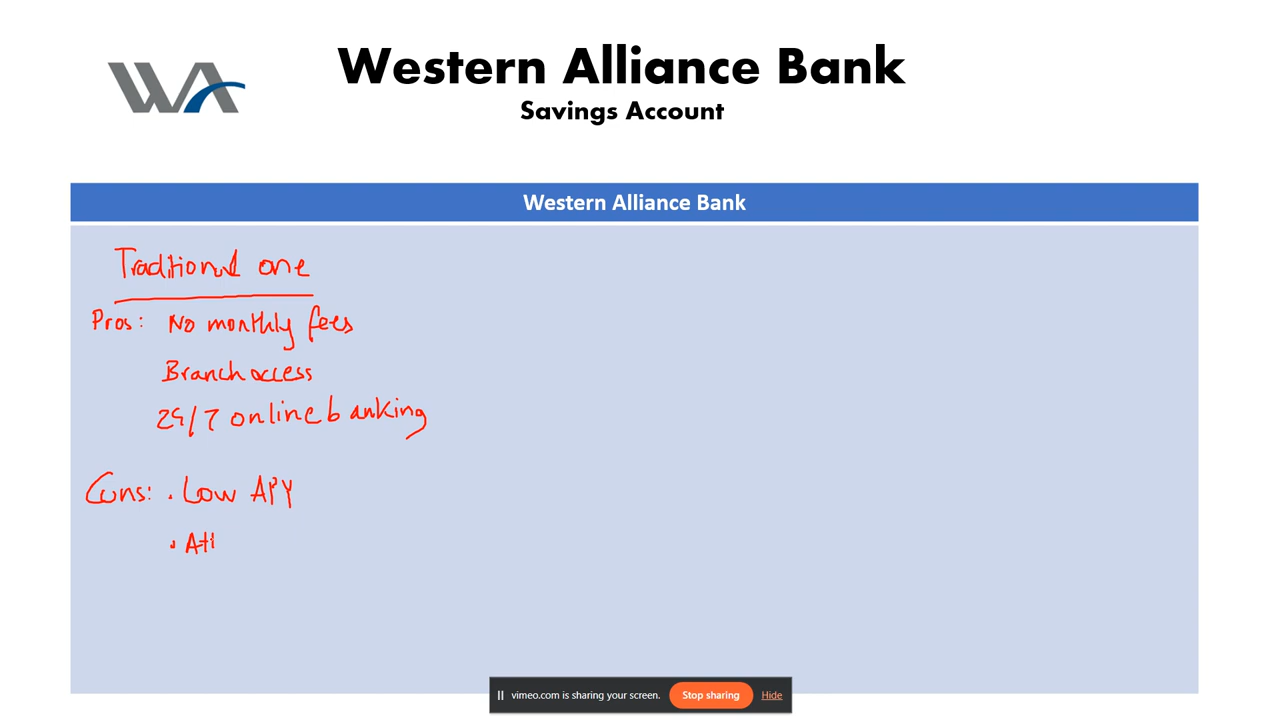 WA
Western Alliance Bank
Savings Account
Western Alliance Bank
Traditional one
Pros: No monthly fees
Branch access
24/7 online banking
Cons: . Low APY
.
vimeo.com is sharing your screen. Stop sharing Hide